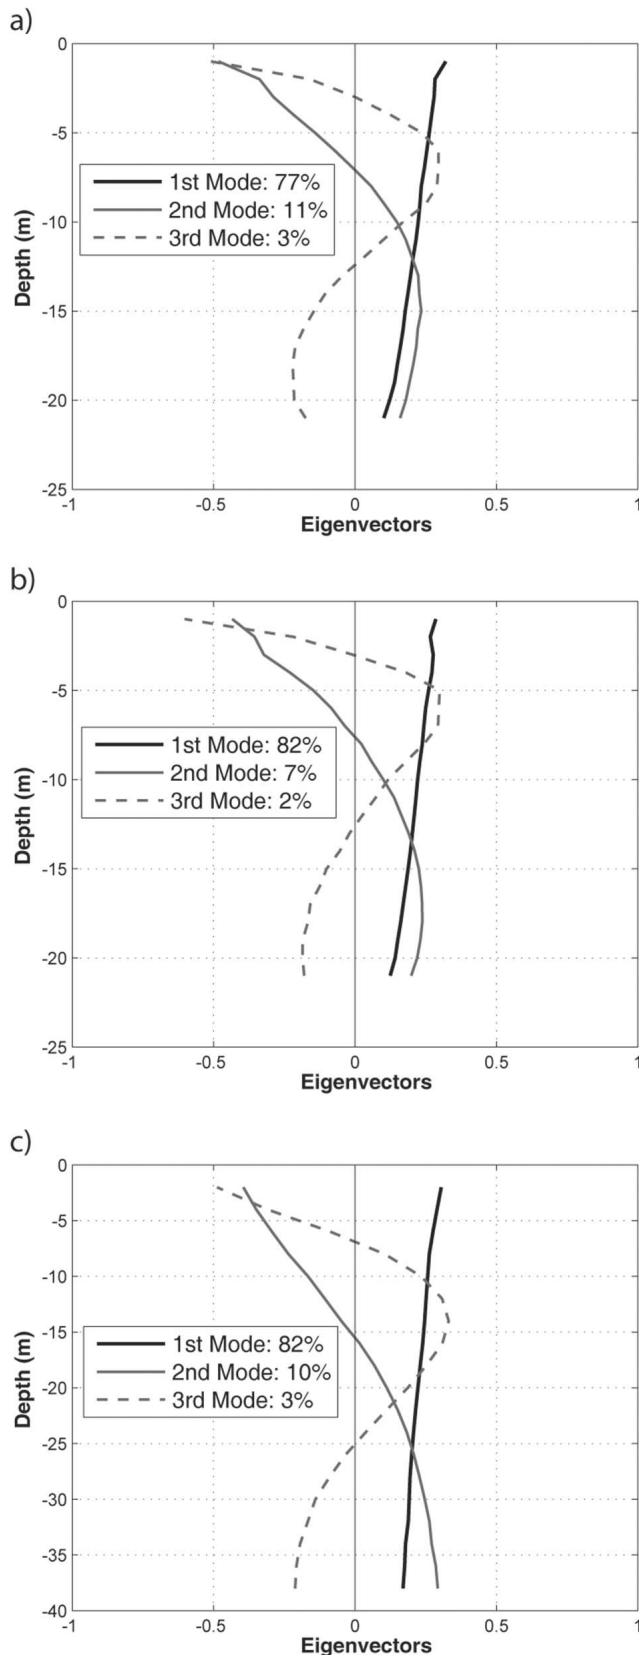 a)
0
-5
-10
-15
-20
-25
Depth (m)
1st Mode: 77%
2nd Mode: 11%
3rd Mode: 3%
-1
-0.5
0
0.5
1
Eigenvectors
b)
0
-5
-10
-15
-20
-25
Depth (m)
1st Mode: 82%
2nd Mode: 7%
3rd Mode: 2%
-1
-0.5
0
0.5
1
Eigenvectors
c)
0
-5
-10
-15
-20
-25
-30
-35
-40
Depth (m)
1st Mode: 82%
2nd Mode: 10%
3rd Mode: 3%
-1
-0.5
0
0.5
1
Eigenvectors